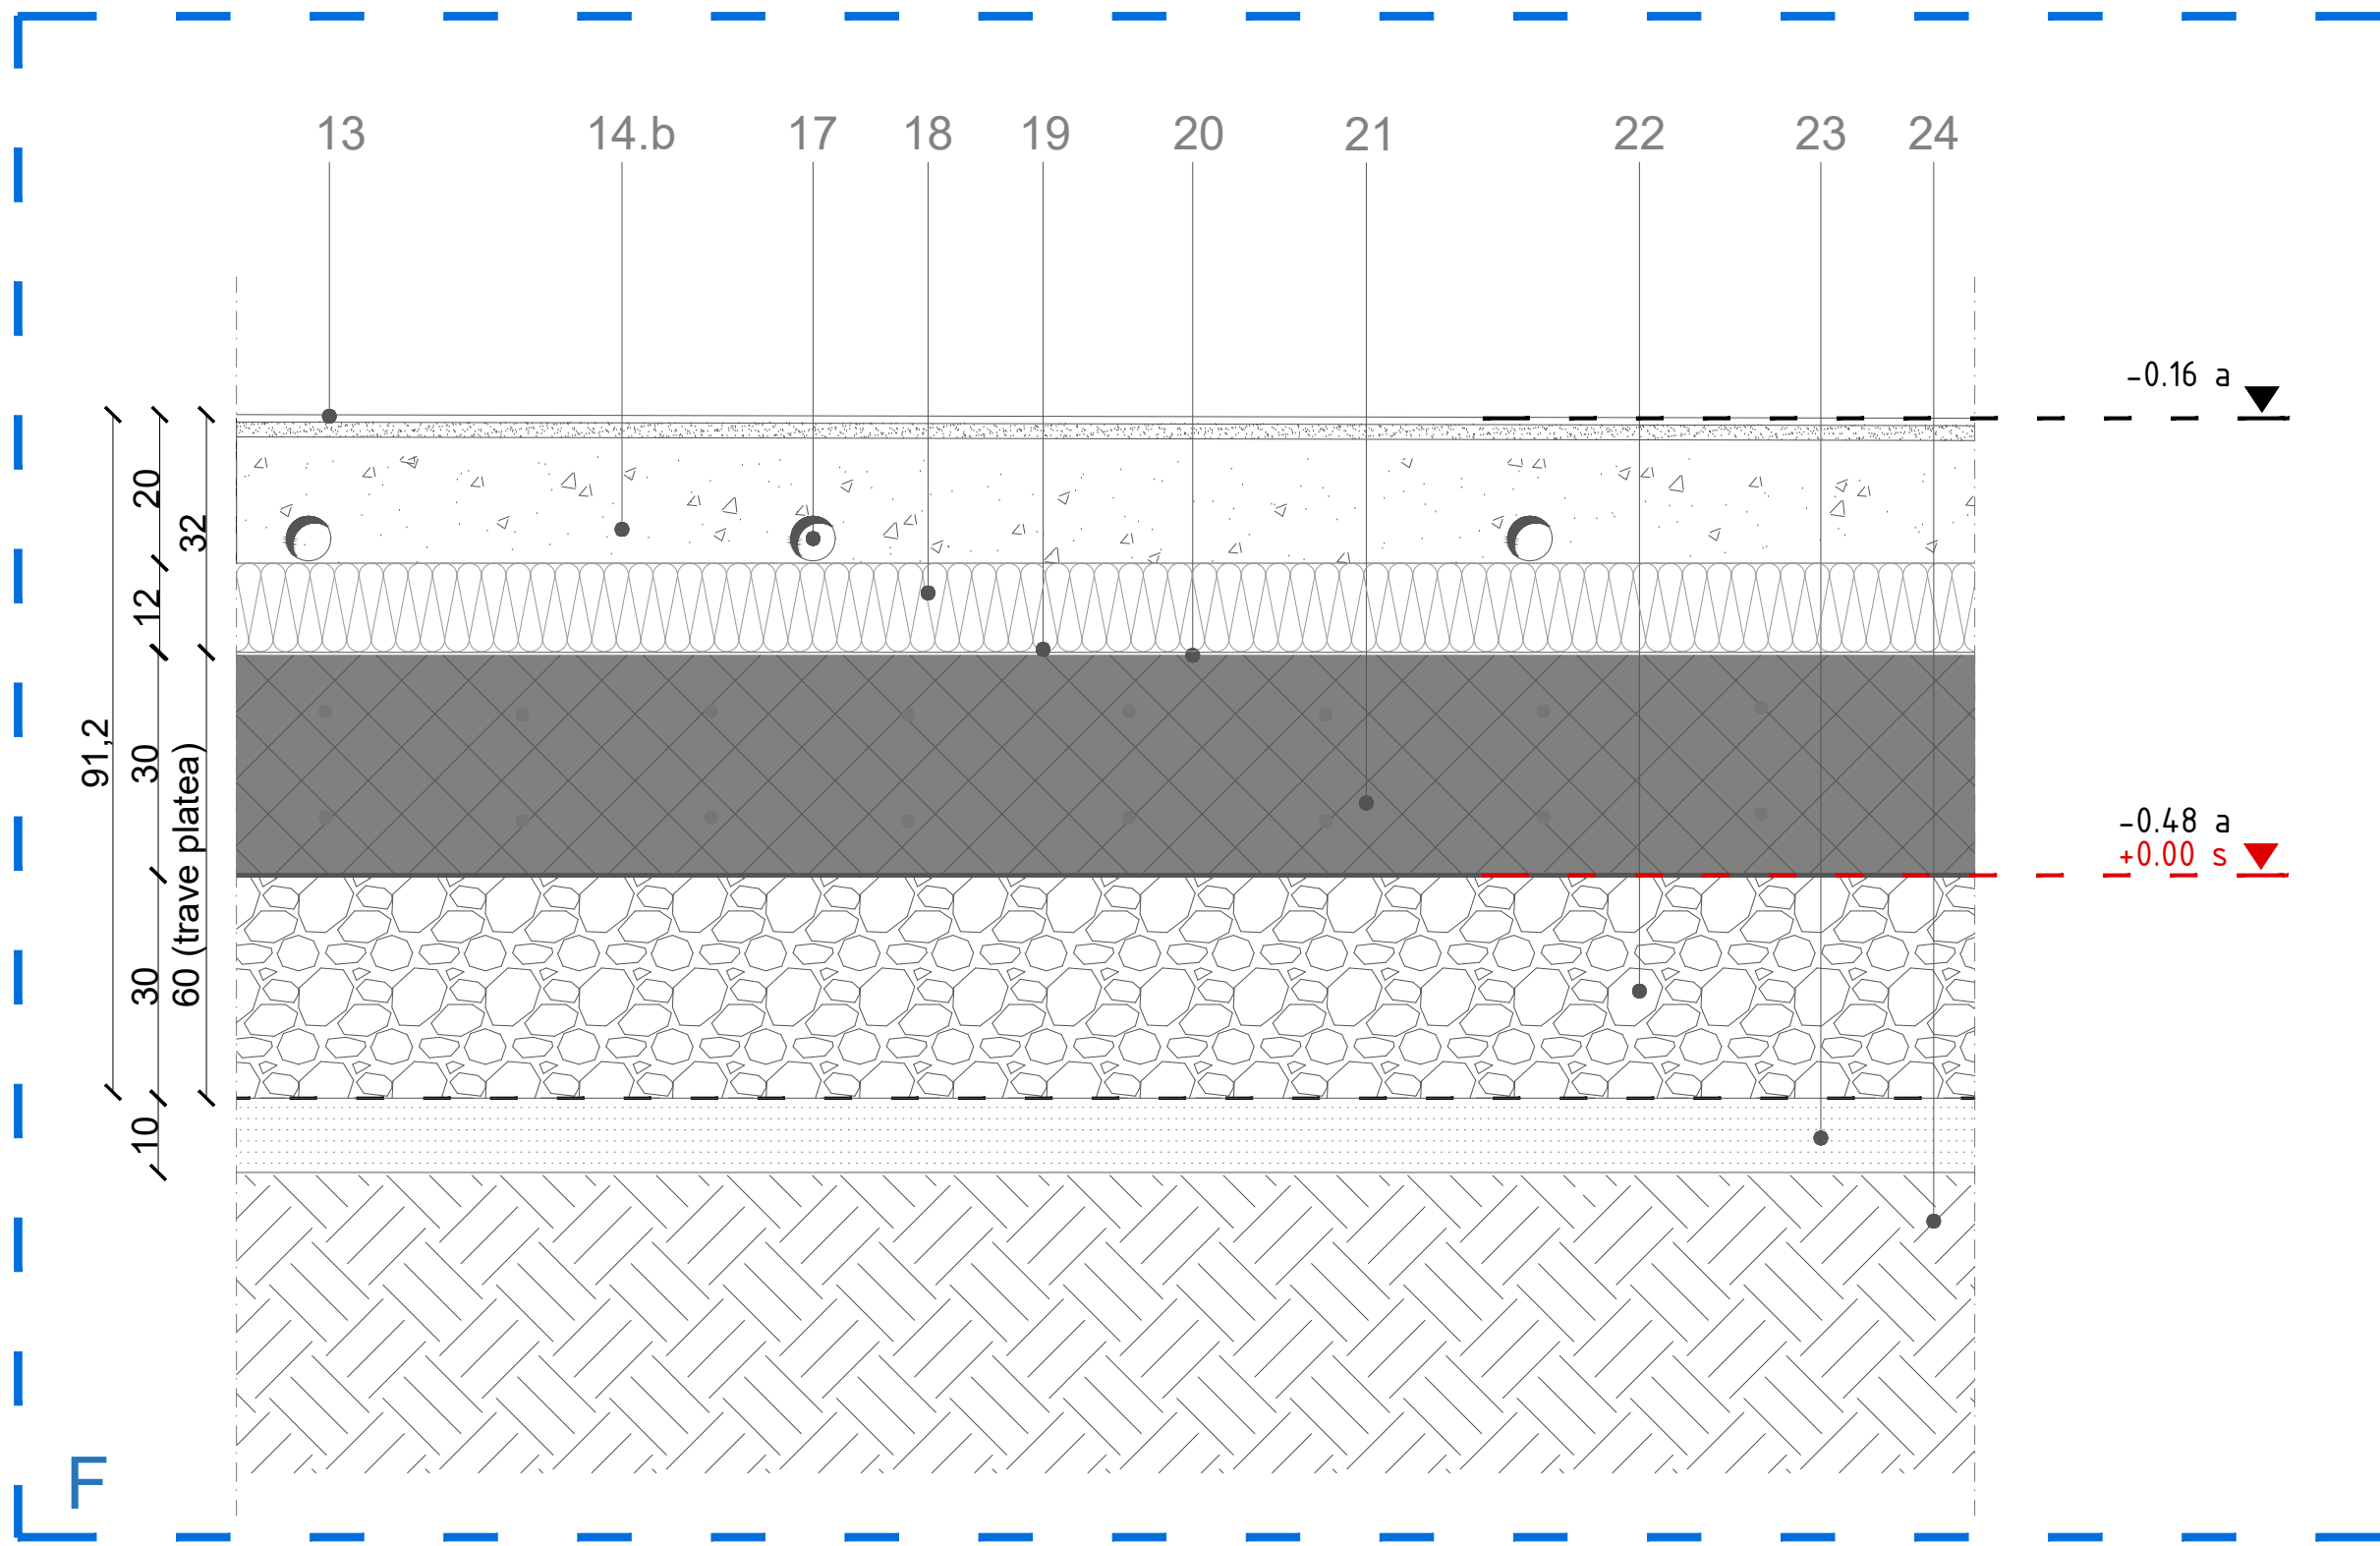 13 14.b 17 18 19 20 21 22 23 24
-0.16 a
20
32
12
91,2
30
60 (trave platea)
-0.48 a
+0.00 s
30
10
F